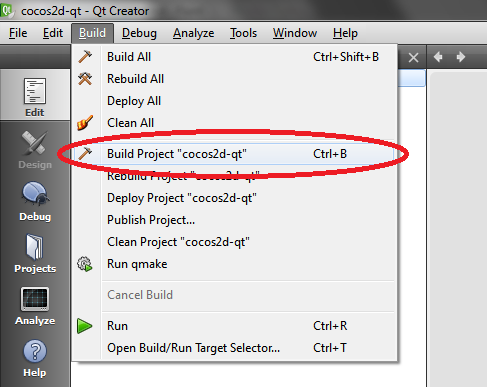 cocos2d-qt - Qt Creator
File Edit Build Debug Analyze Tools Window Help
Build All Ctrl+Shift+B
Rebuild All
Deploy All
Clean All
Build Project "cocos2d-qt" Ctrl+B
Rebuild Project "cocos2d-qt"
Deploy Project "cocos2d-qt"
Publish Project...
Clean Project "cocos2d-qt"
Run qmake
Cancel Build
Run Ctrl+R
Open Build/Run Target Selector... Ctrl+T
Edit
Design
Debug
Projects
Analyze
Help